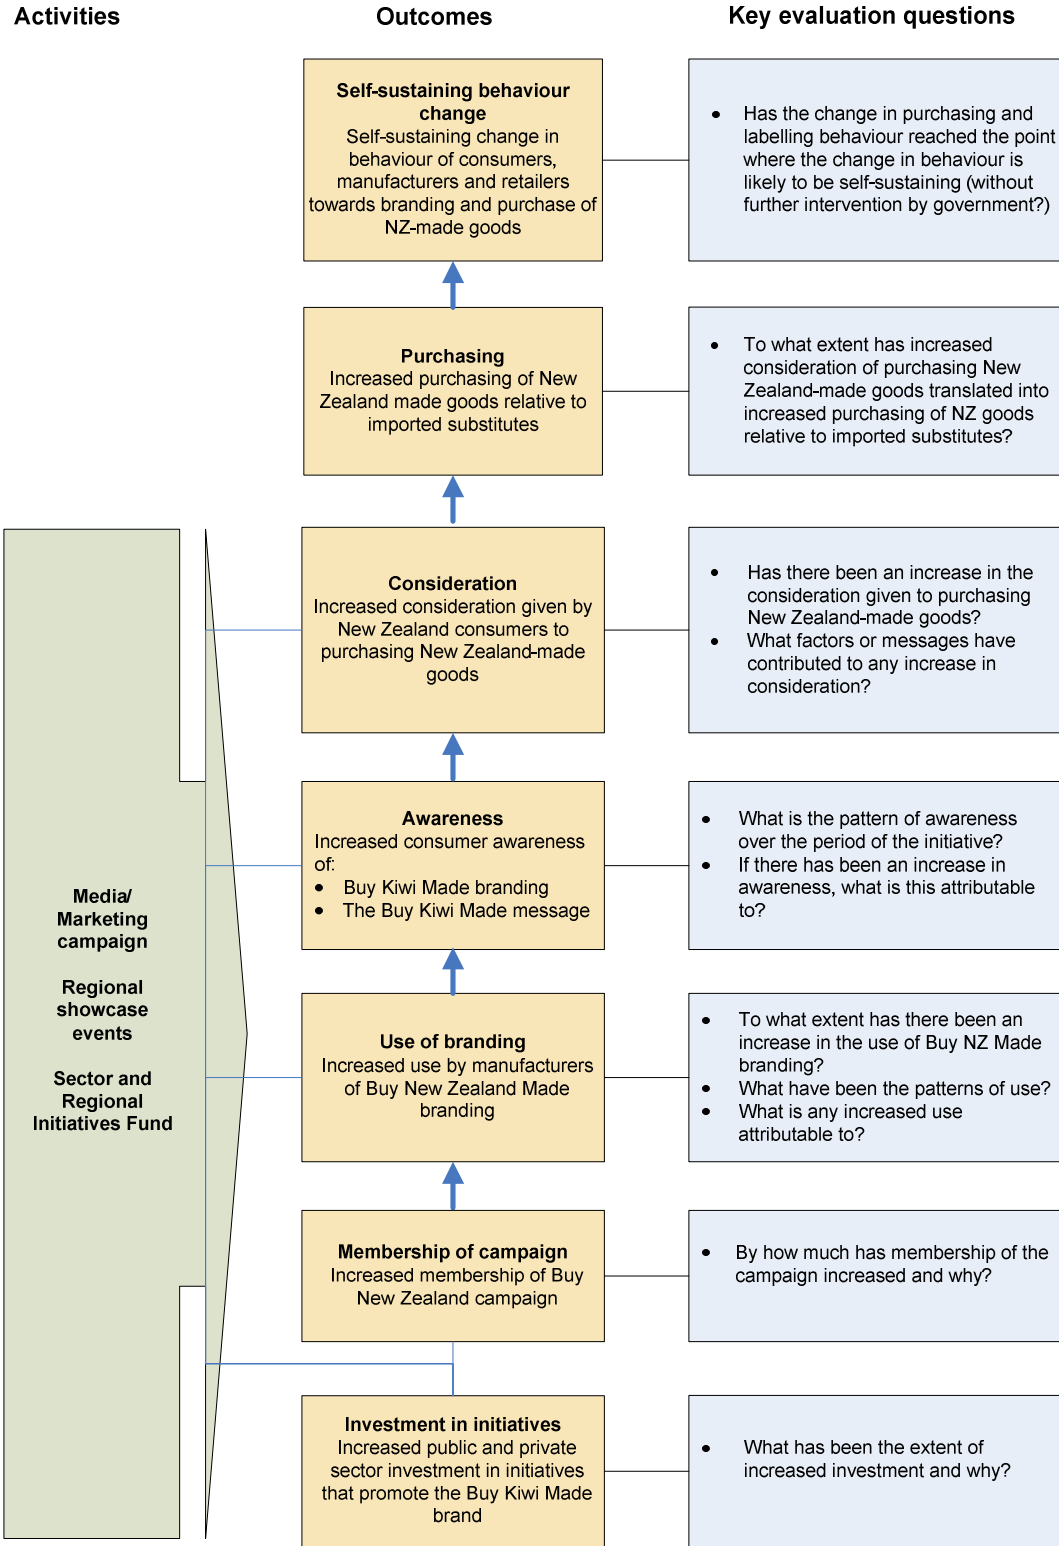 Activities
Outcomes
Key evaluation questions
Self-sustaining behaviour
change
Self-sustaining change in
behaviour of consumers,
manufacturers and retailers
towards branding and purchase of
NZ-made goods
• Has the change in purchasing and
labelling behaviour reached the point
where the change in behaviour is
likely to be self-sustaining (without
further intervention by government?)
Purchasing
Increased purchasing of New
Zealand made goods relative to
imported substitutes
• To what extent has increased
consideration of purchasing New
Zealand-made goods translated into
increased purchasing of NZ goods
relative to imported substitutes?
Consideration
Increased consideration given by
New Zealand consumers to
purchasing New Zealand-made
goods
• Has there been an increase in the
consideration given to purchasing
New Zealand-made goods?
• What factors or messages have
contributed to any increase in
consideration?
Awareness
Increased consumer awareness
of:
• Buy Kiwi Made branding
• The Buy Kiwi Made message
• What is the pattern of awareness
over the period of the initiative?
• If there has been an increase in
awareness, what is this attributable
to?
Media/
Marketing
campaign
Regional
showcase
events
Sector and
Regional
Initiatives Fund
Use of branding
Increased use by manufacturers
of Buy New Zealand Made
branding
• To what extent has there been an
increase in the use of Buy NZ Made
branding?
• What have been the patterns of use?
• What is any increased use
attributable to?
Membership of campaign
Increased membership of Buy
New Zealand campaign
• By how much has membership of the
campaign increased and why?
Investment in initiatives
Increased public and private
sector investment in initiatives
that promote the Buy Kiwi Made
brand
• What has been the extent of
increased investment and why?